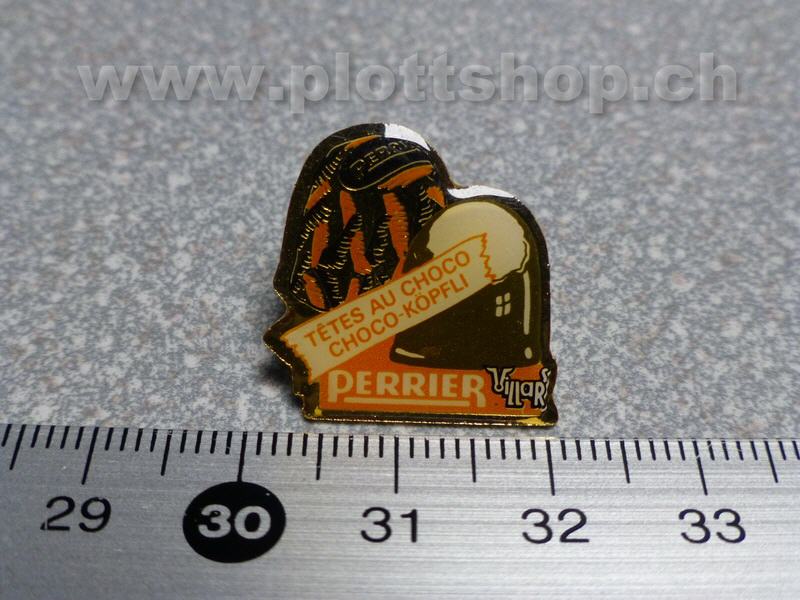 www.plottshop.ch
PERRIER
TÊTES AU CHOCO
CHOCO-KÖPFLI
PERRIER
Villars
29 30 31 32 33